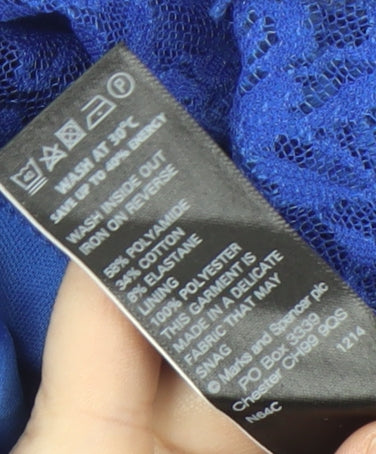 WASH AT 30°C
SAVE UP TO 40% ENERGY
WASH INSIDE OUT
IRON ON REVERSE
58% POLYAMIDE
34% COTTON
8% ELASTANE
LINING
100% POLYESTER
THIS GARMENT IS
MADE IN A DELICATE
FABRIC THAT MAY
SNAG
© Marks and Spencer plc
PO Box 3339
Chester CH99 9QS
1214
N64C